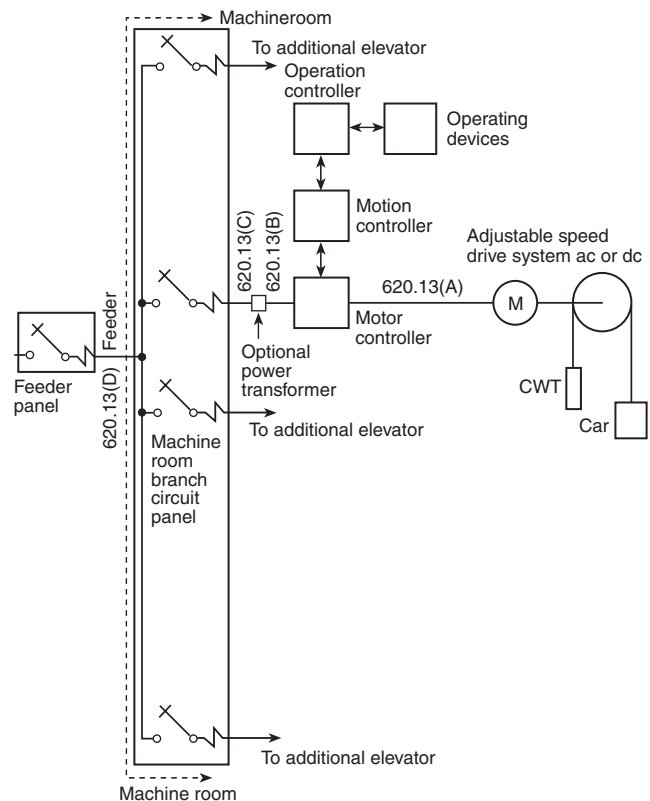 Machineroom
To additional elevator
Operation
controller
Operating
devices
Motion
controller
620.13(C)
620.13(B)
Adjustable speed
drive system ac or dc
620.13(A)
M
Motor
controller
Optional
power
transformer
Feeder
620.13(D)
Feeder
panel
CWT
Car
To additional elevator
Machine
room
branch
circuit
panel
To additional elevator
Machine room